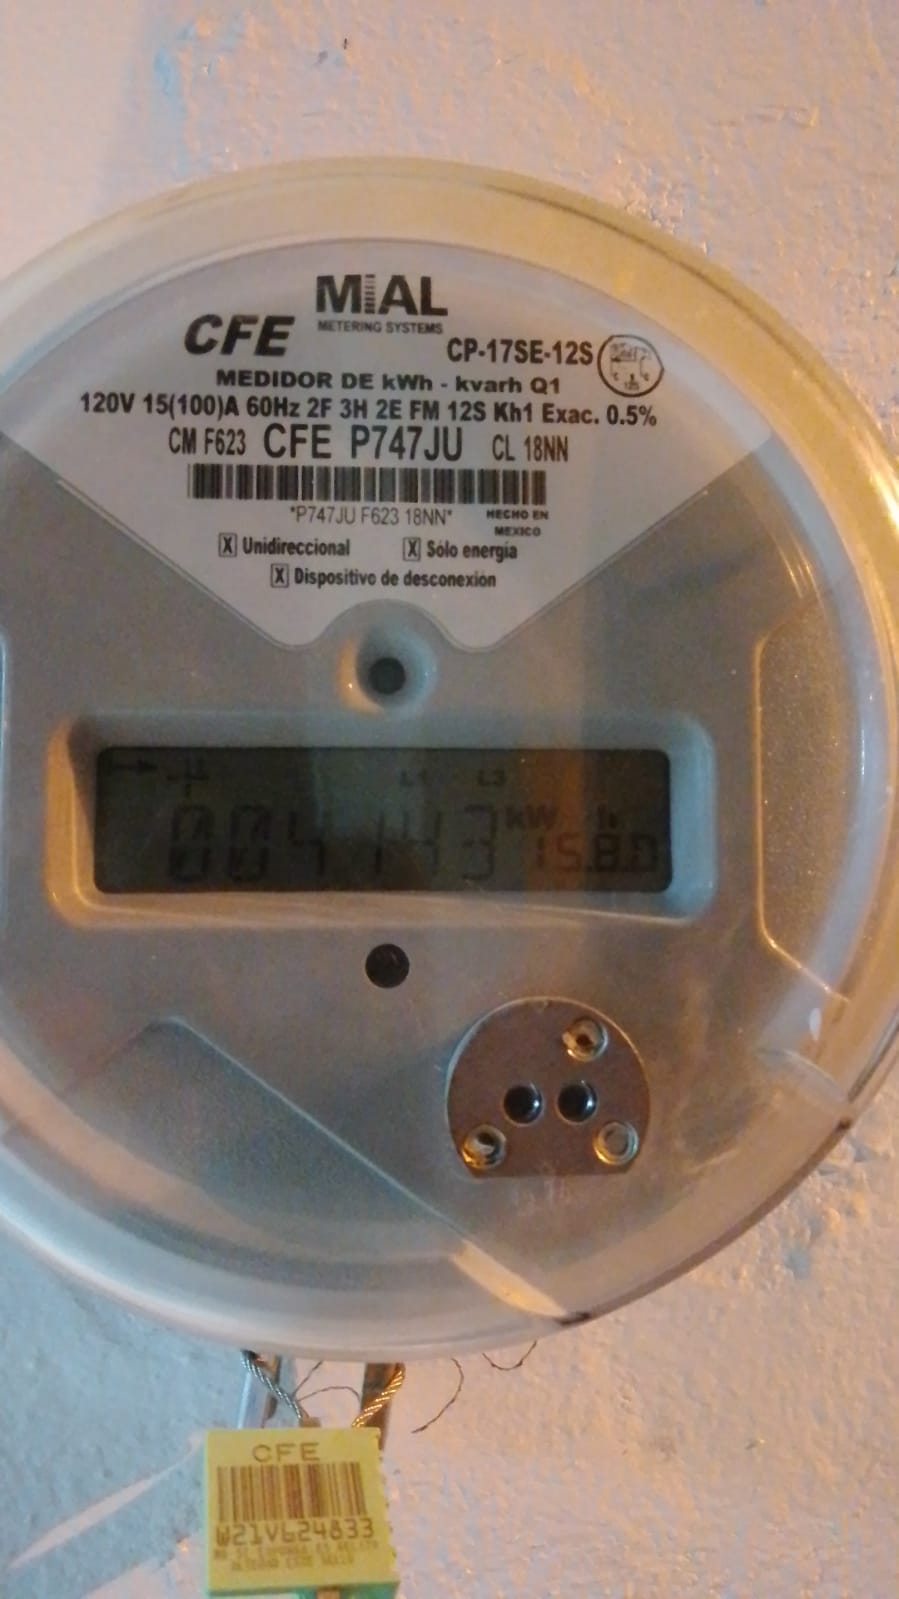 MIAL
METERING SYSTEMS
CFE
CP-17SE-12S
MEDIDOR DE kWh - kvarh Q1
120V 15(100)A 60Hz 2F 3H 2E FM 12S Kh1 Exac. 0.5%
CM F623 CFE P747JU CL 18NN
*P747JU F623 18NN*
HECHO EN
MEXICO
X Unidireccional X Sólo energía
X Dispositivo de desconexión
L1 L3
004143 kW h 15.8.0
CFE
W21V624833